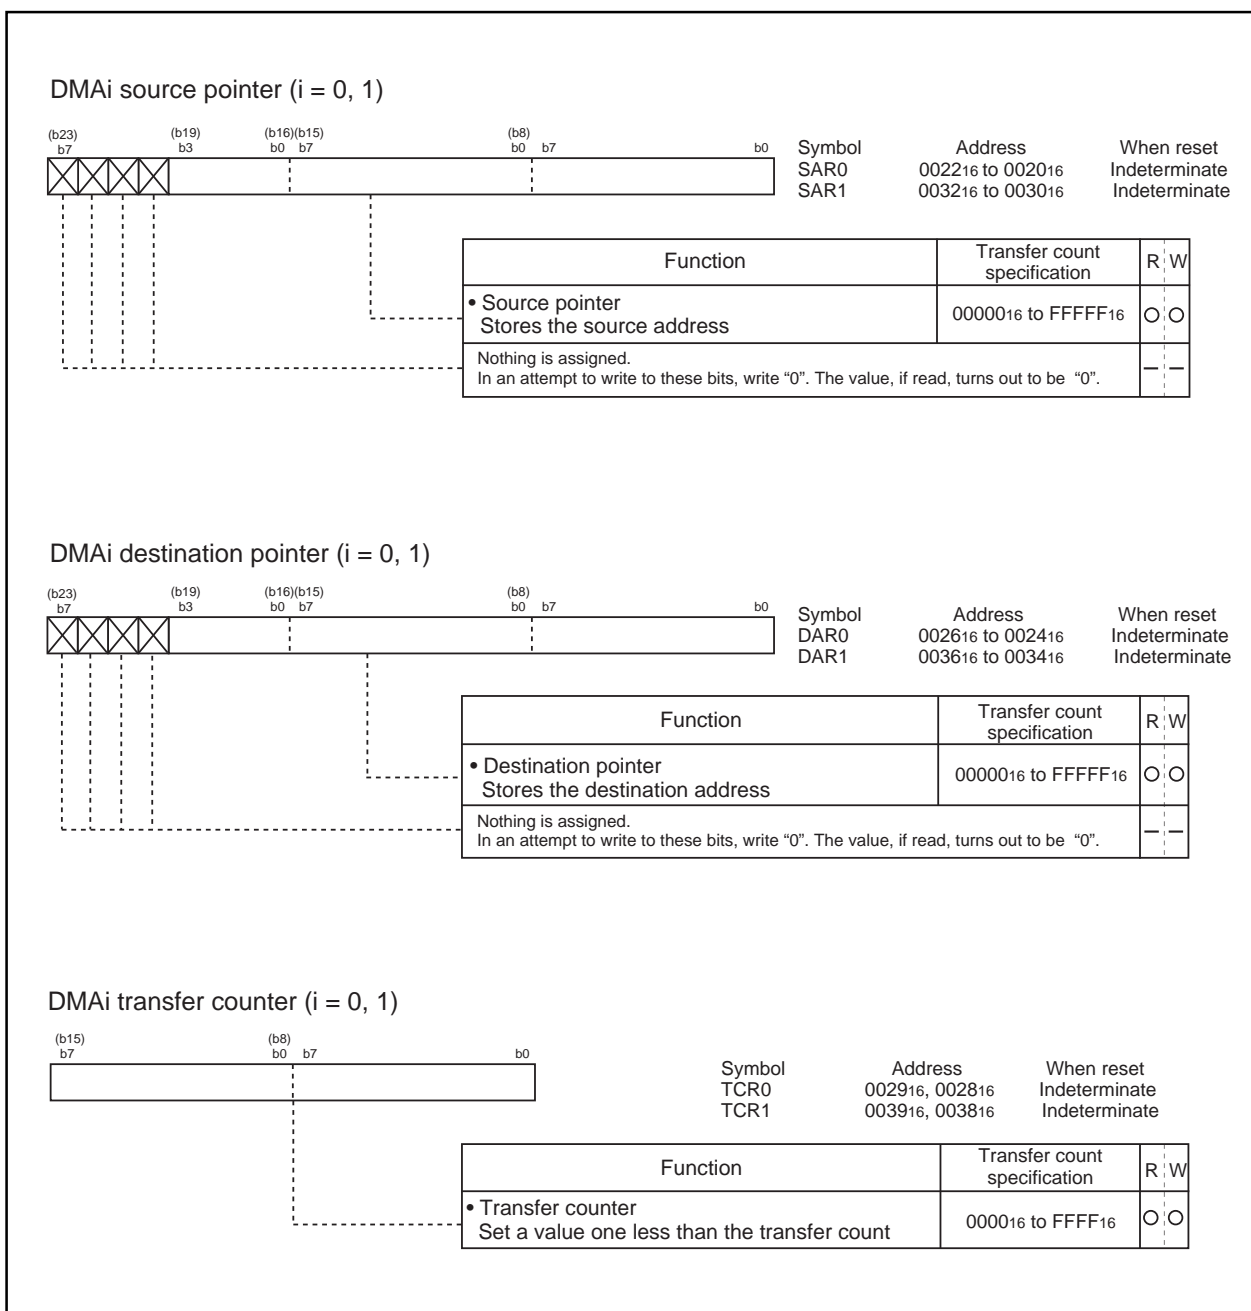 DMAi source pointer (i = 0, 1)
(b23) (b19) (b16)(b15) (b8)
b7 b3 b0 b7 b0 b7 b0
Symbol Address When reset
SAR0 002216 to 002016 Indeterminate
SAR1 003216 to 003016 Indeterminate
Function Transfer count specification R W
• Source pointer
Stores the source address 0000016 to FFFFF16 ○ ○
Nothing is assigned.
In an attempt to write to these bits, write “0”. The value, if read, turns out to be “0”. – –
DMAi destination pointer (i = 0, 1)
(b23) (b19) (b16)(b15) (b8)
b7 b3 b0 b7 b0 b7 b0
Symbol Address When reset
DAR0 002616 to 002416 Indeterminate
DAR1 003616 to 003416 Indeterminate
Function Transfer count specification R W
• Destination pointer
Stores the destination address 0000016 to FFFFF16 ○ ○
Nothing is assigned.
In an attempt to write to these bits, write “0”. The value, if read, turns out to be “0”. – –
DMAi transfer counter (i = 0, 1)
(b15) (b8)
b7 b0 b7 b0
Symbol Address When reset
TCR0 002916, 002816 Indeterminate
TCR1 003916, 003816 Indeterminate
Function Transfer count specification R W
• Transfer counter
Set a value one less than the transfer count 000016 to FFFF16 ○ ○